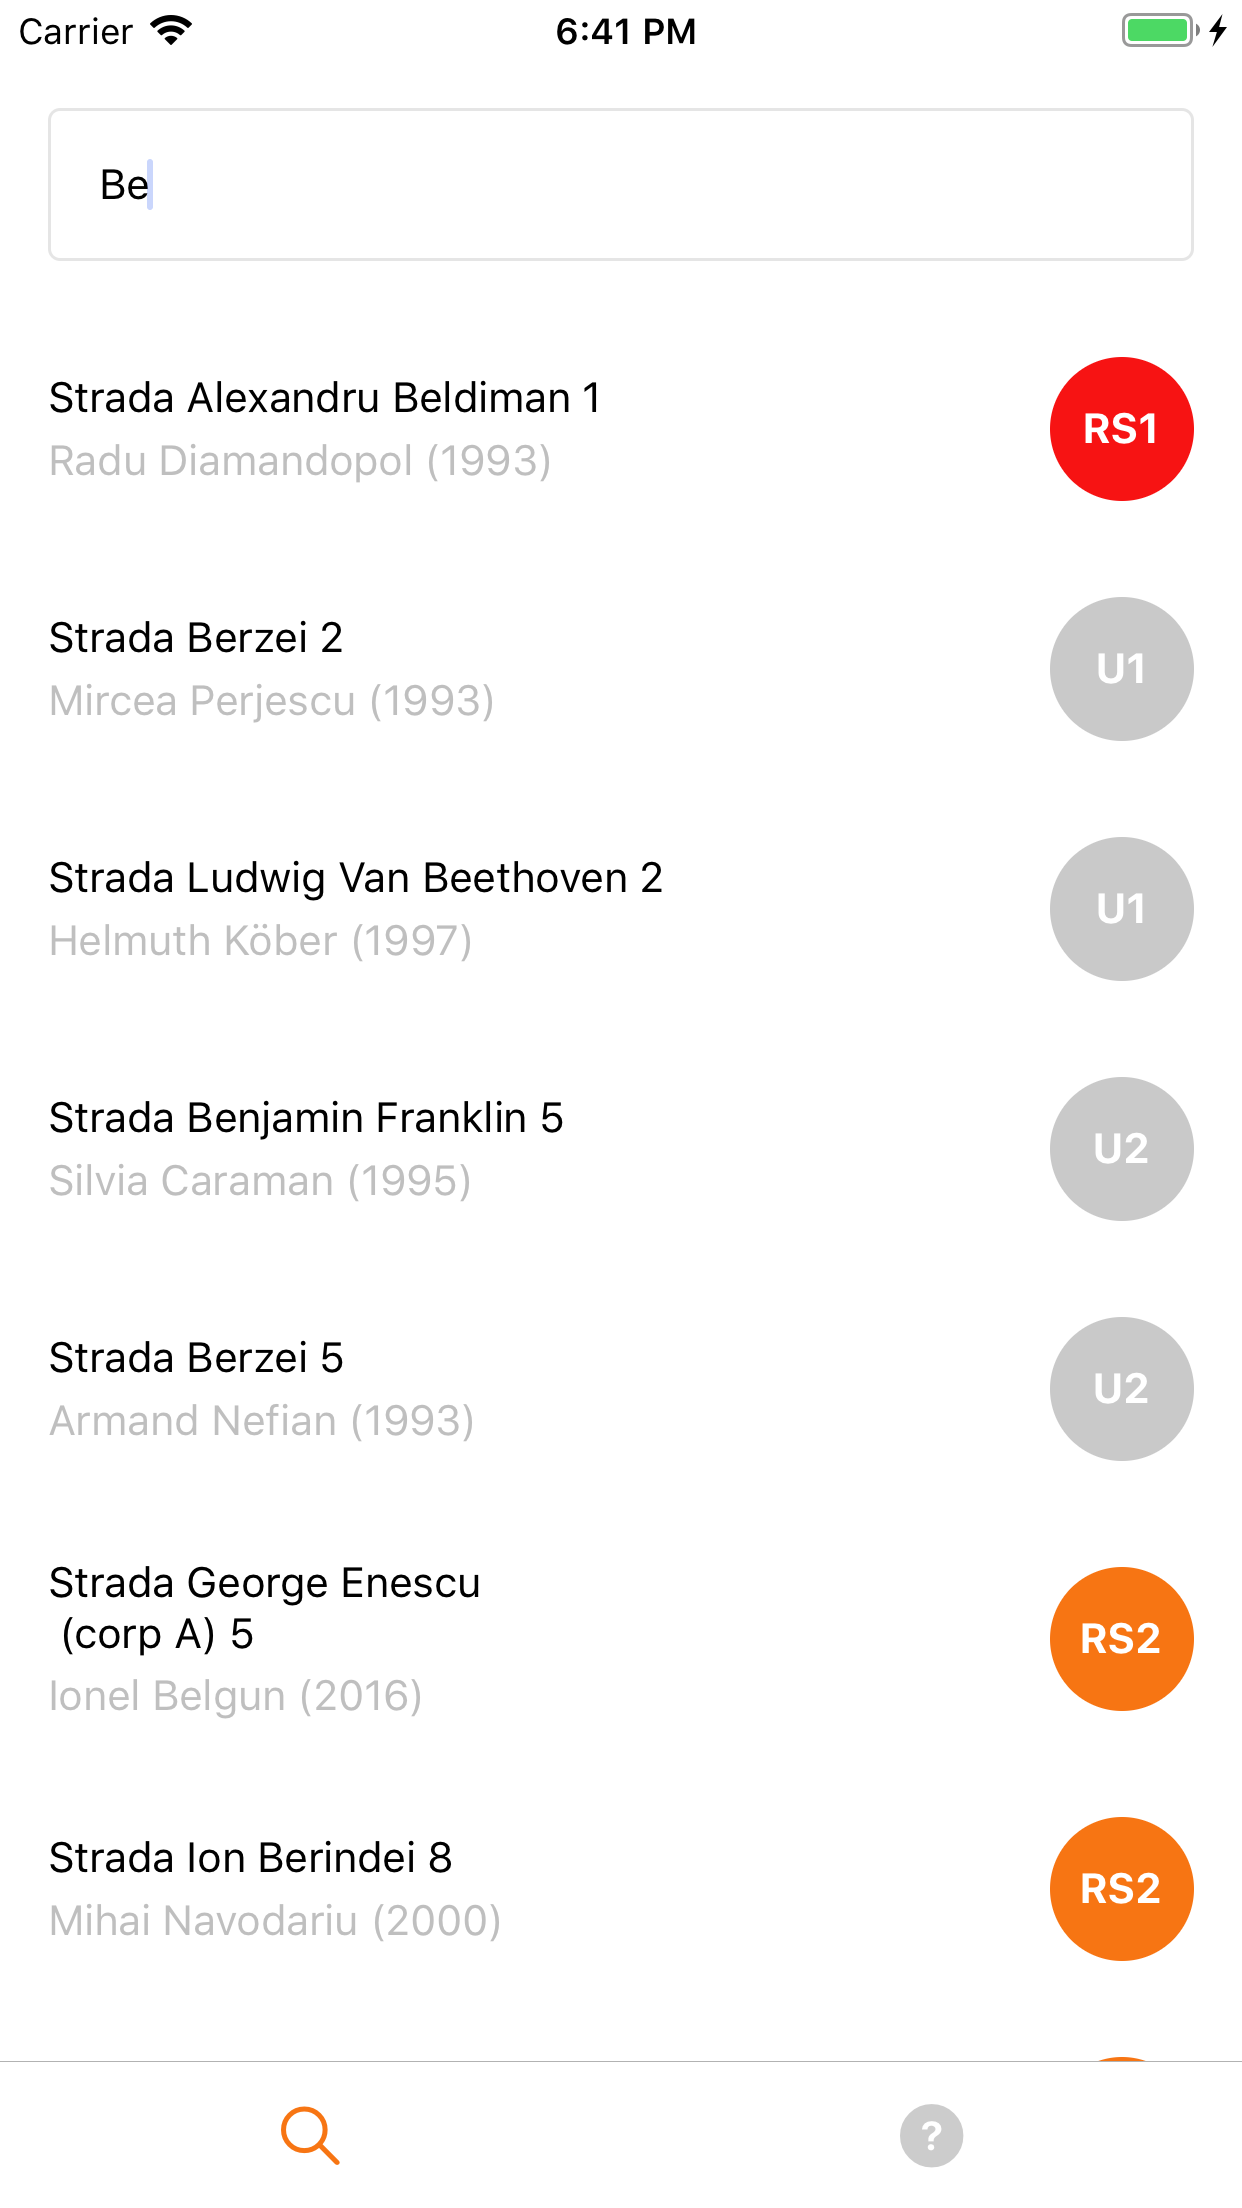 Carrier 6:41 PM
Be
Strada Alexandru Beldiman 1
Radu Diamandopol (1993)
RS1
Strada Berzei 2
Mircea Perjescu (1993)
U1
Strada Ludwig Van Beethoven 2
Helmuth Köber (1997)
U1
Strada Benjamin Franklin 5
Silvia Caraman (1995)
U2
Strada Berzei 5
Armand Nefian (1993)
U2
Strada George Enescu
(corp A) 5
Ionel Belgun (2016)
RS2
Strada Ion Berindei 8
Mihai Navodariu (2000)
RS2
?